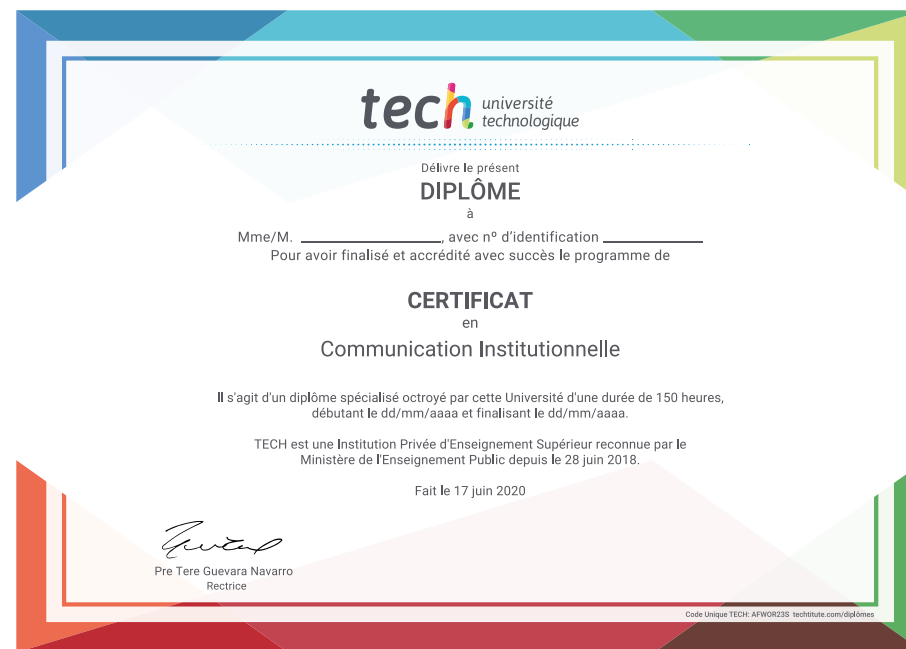 tech université
technologique
Délivre le présent
DIPLÔME
à
Mme/M. ____________________, avec nº d'identification ______________
Pour avoir finalisé et accrédité avec succès le programme de
CERTIFICAT
en
Communication Institutionnelle
Il s'agit d'un diplôme spécialisé octroyé par cette Université d'une durée de 150 heures,
débutant le dd/mm/aaaa et finalisant le dd/mm/aaaa.
TECH est une Institution Privée d'Enseignement Supérieur reconnue par le
Ministère de l'Enseignement Public depuis le 28 juin 2018.
Fait le 17 juin 2020
Pre Tere Guevara Navarro
Rectrice
Code Unique TECH: AFWOR23S techtitute.com/diplômes